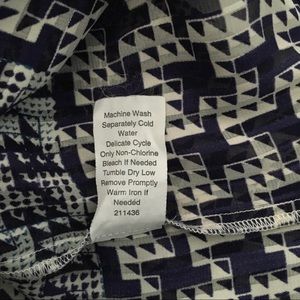 Machine Wash
Separately Cold
Water
Delicate Cycle
Only Non-Chlorine
Bleach If Needed
Tumble Dry Low
Remove Promptly
Warm Iron If
Needed
211436